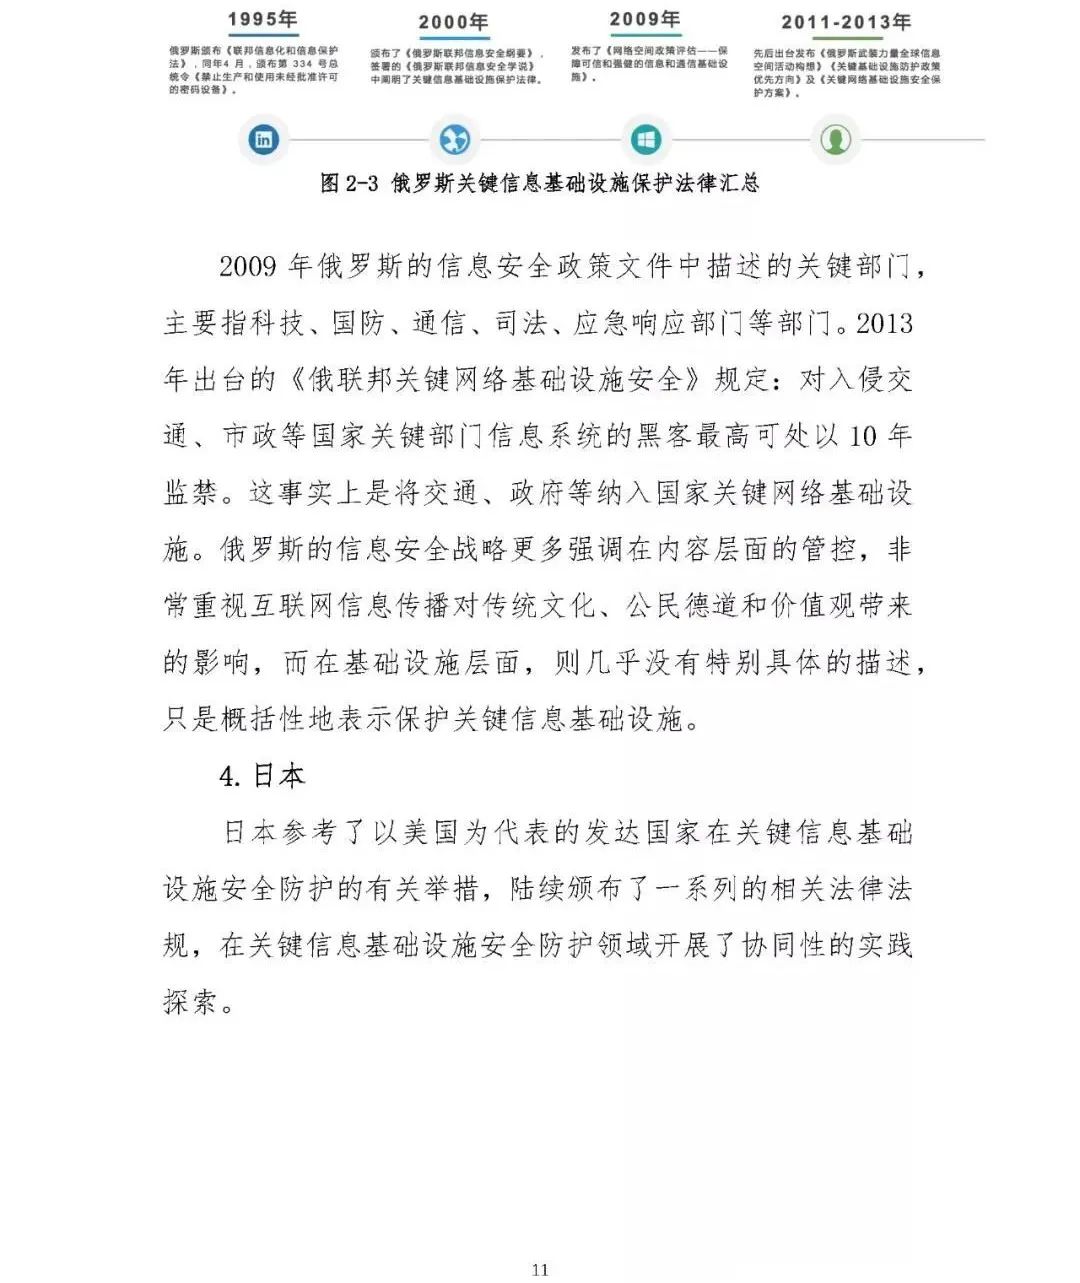 1995年
俄罗斯颁布《联邦信息化和信息保护
法》，同年4月，颁布第 334 号总
统令《禁止生产和使用未经批准许可
的密码设备》。
2000年
颁布了《俄罗斯联邦信息安全纲要》，
签署的《俄罗斯联邦信息安全学说》
中阐明了关键信息基础设施保护法律。
2009年
发布了《网络空间政策评估——保
障可信和强健的信息和通信基础设
施》。
2011-2013年
先后出台发布《俄罗斯武装力量全球信息
空间活动构想》《关键基础设施防护政策
优先方向》及《关键网络基础设施安全保
护方案》。
in
图 2-3 俄罗斯关键信息基础设施保护法律汇总
2009 年俄罗斯的信息安全政策文件中描述的关键部门，
主要指科技、国防、通信、司法、应急响应部门等部门。2013
年出台的《俄联邦关键网络基础设施安全》规定：对入侵交
通、市政等国家关键部门信息系统的黑客最高可处以 10 年
监禁。这事实上是将交通、政府等纳入国家关键网络基础设
施。俄罗斯的信息安全战略更多强调在内容层面的管控，非
常重视互联网信息传播对传统文化、公民德道和价值观带来
的影响，而在基础设施层面，则几乎没有特别具体的描述，
只是概括性地表示保护关键信息基础设施。
4. 日本
日本参考了以美国为代表的发达国家在关键信息基础
设施安全防护的有关举措，陆续颁布了一系列的相关法律法
规，在关键信息基础设施安全防护领域开展了协同性的实践
探索。
11